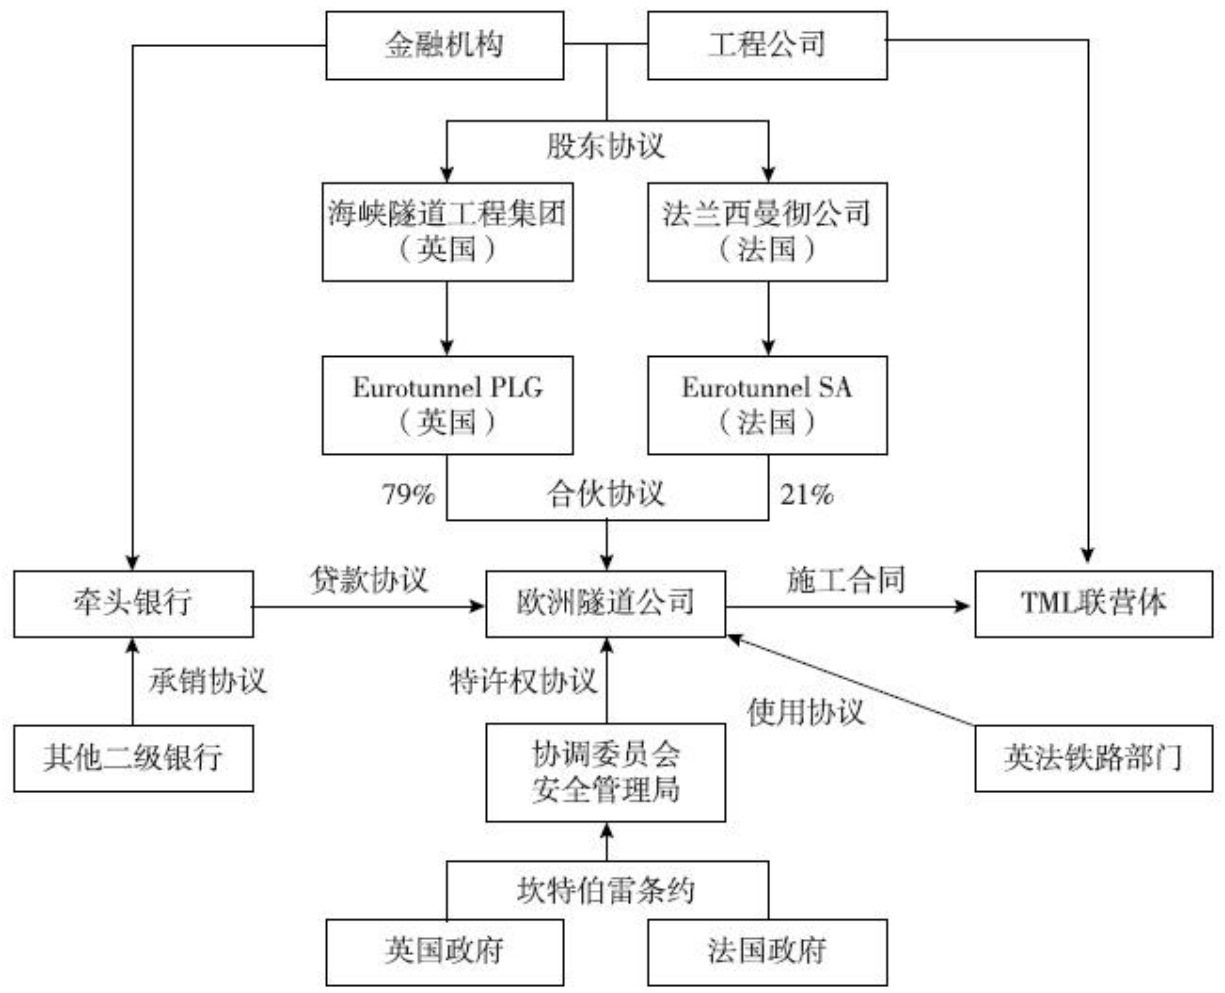 金融机构
工程公司
股东协议
海峡隧道工程集团
（英国）
法兰西曼彻公司
（法国）
Eurotunnel PLG
（英国）
Eurotunnel SA
（法国）
79%
合伙协议
21%
牵头银行
贷款协议
欧洲隧道公司
施工合同
TML联营体
承销协议
特许权协议
使用协议
其他二级银行
协调委员会
安全管理局
英法铁路部门
坎特伯雷条约
英国政府
法国政府